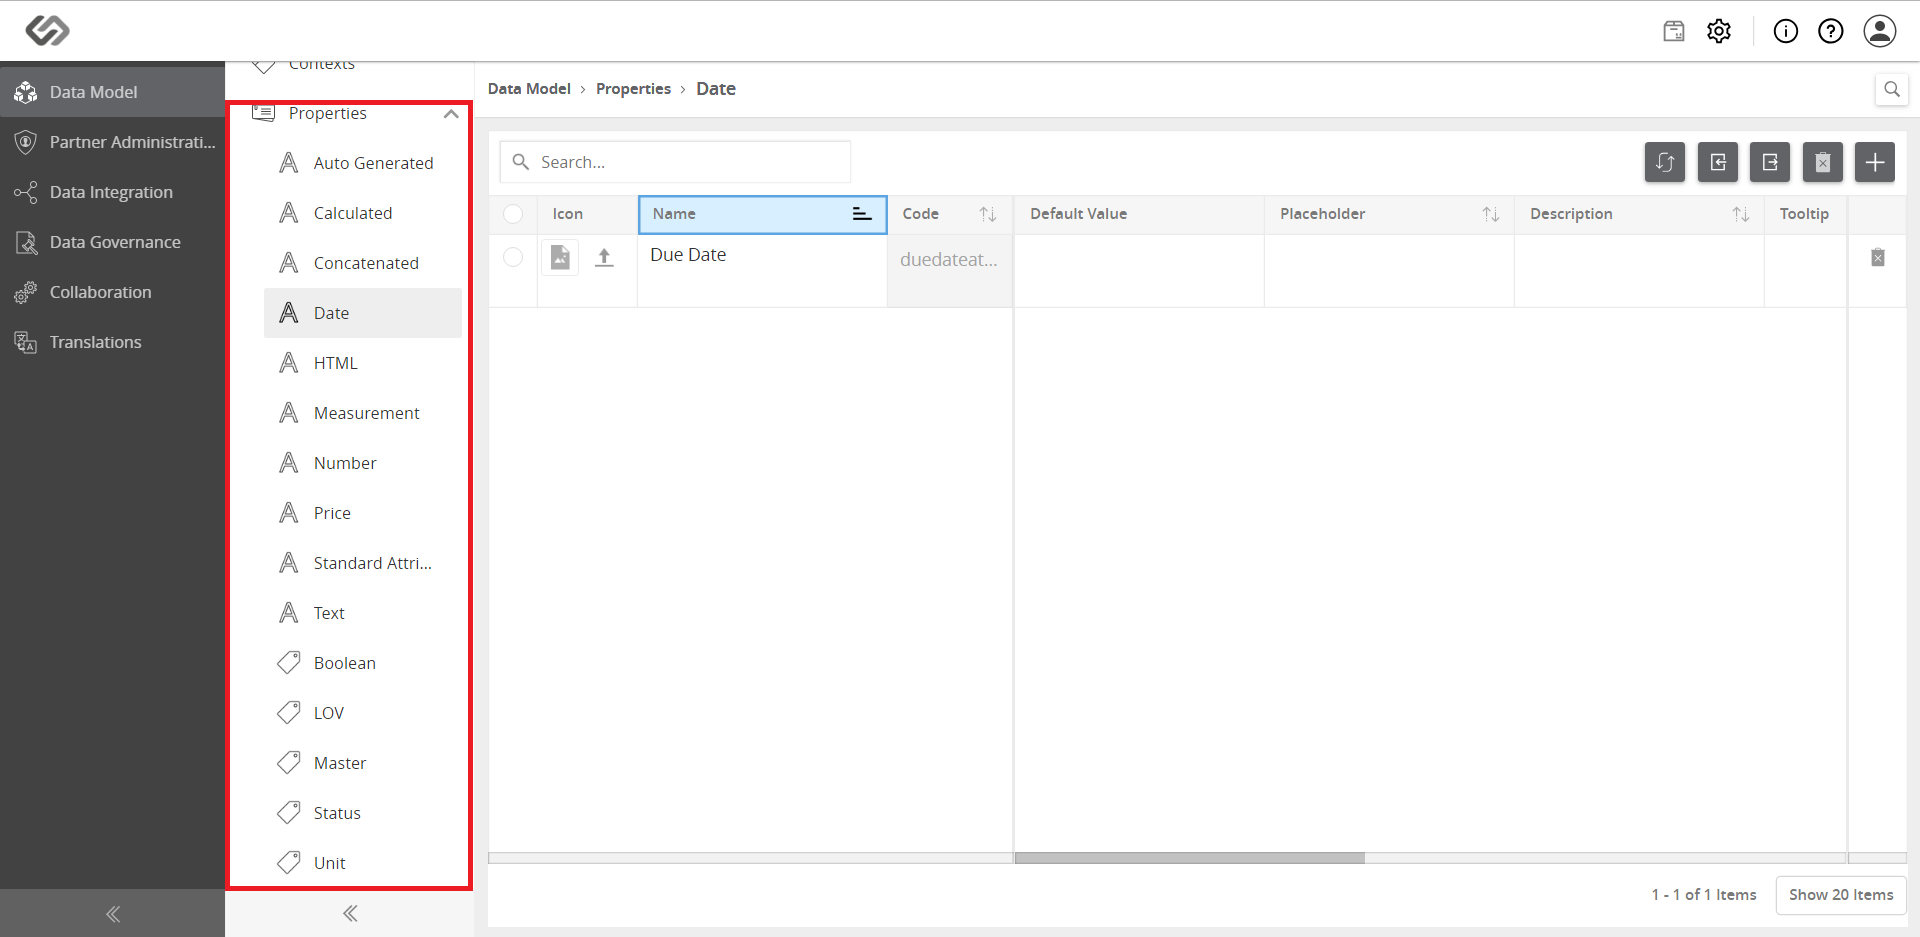 Data Model
Partner Administrati...
Data Integration
Data Governance
Collaboration
Translations
Contexts
Properties
Auto Generated
Calculated
Concatenated
Date
HTML
Measurement
Number
Price
Standard Attri...
Text
Boolean
LOV
Master
Status
Unit
Data Model > Properties > Date
Search...
Icon Name Code Default Value Placeholder Description Tooltip
Due Date duedateat...
1 - 1 of 1 Items Show 20 Items